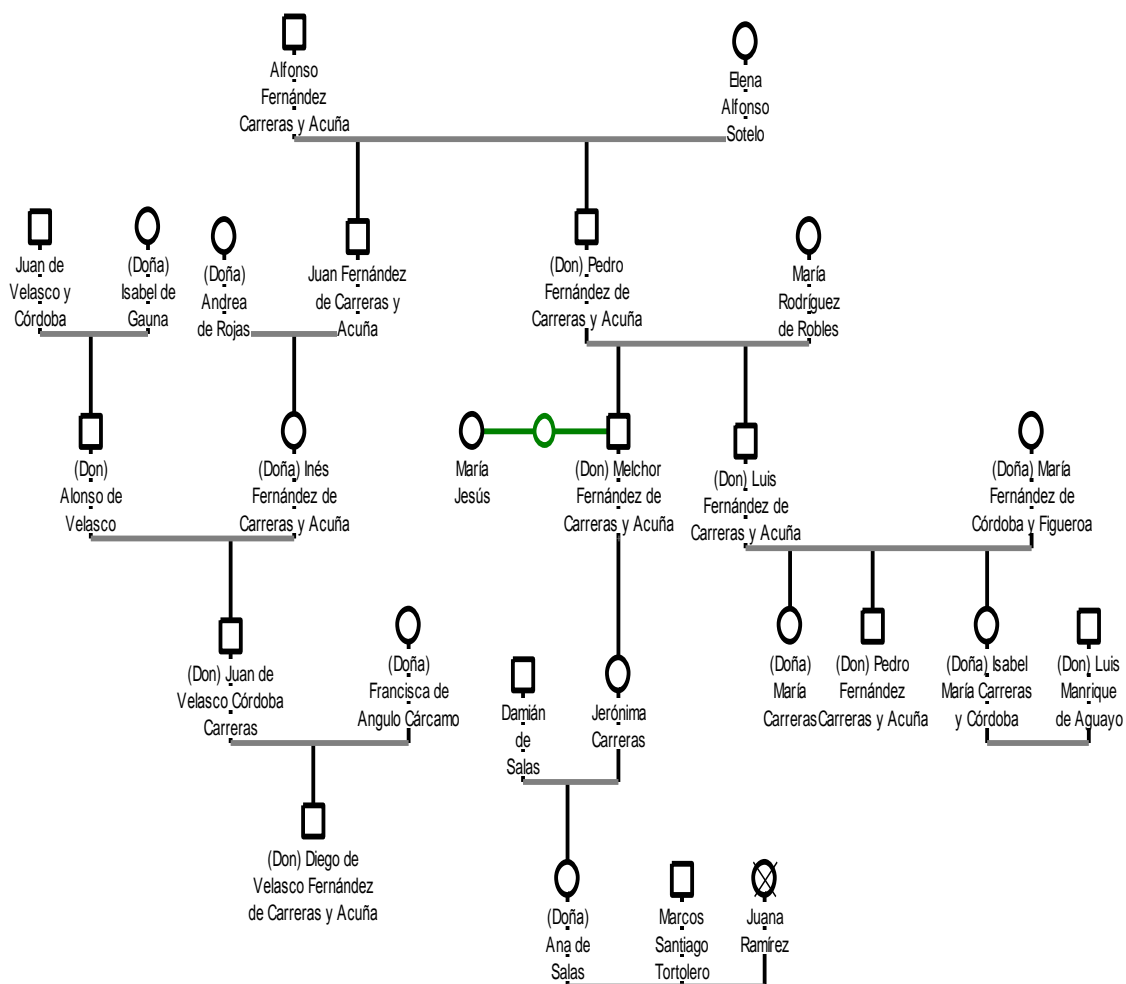 Alfonso
Fernández
Carreras y Acuña
Elena
Alfonso
Sotelo
Juan de
Velasco y
Córdoba
(Doña)
Isabel de
Gauna
(Doña)
Andrea
de Rojas
Juan Fernández
de Carreras y
Acuña
(Don) Pedro
Fernández de
Carreras y Acuña
María
Rodríguez
de Robles
(Don)
Alonso de
Velasco
(Doña) Inés
Fernández de
Carreras y Acuña
María
Jesús
(Don) Melchor
Fernández de
Carreras y Acuña
(Don) Luis
Fernández de
Carreras y Acuña
(Doña) María
Fernández de
Córdoba y Figueroa
(Don) Juan de
Velasco Córdoba
Carreras
(Doña)
Francisca de
Angulo Cárcamo
Damián
de
Salas
Jerónima
Carreras
(Doña)
María
Carreras
(Don) Pedro
Fernández
Carreras y Acuña
(Doña) Isabel
María Carreras
y Córdoba
(Don) Luis
Manrique
de Aguayo
(Don) Diego de
Velasco Fernández
de Carreras y Acuña
(Doña)
Ana de
Salas
Marcos
Santiago
Tortolero
Juana
Ramírez